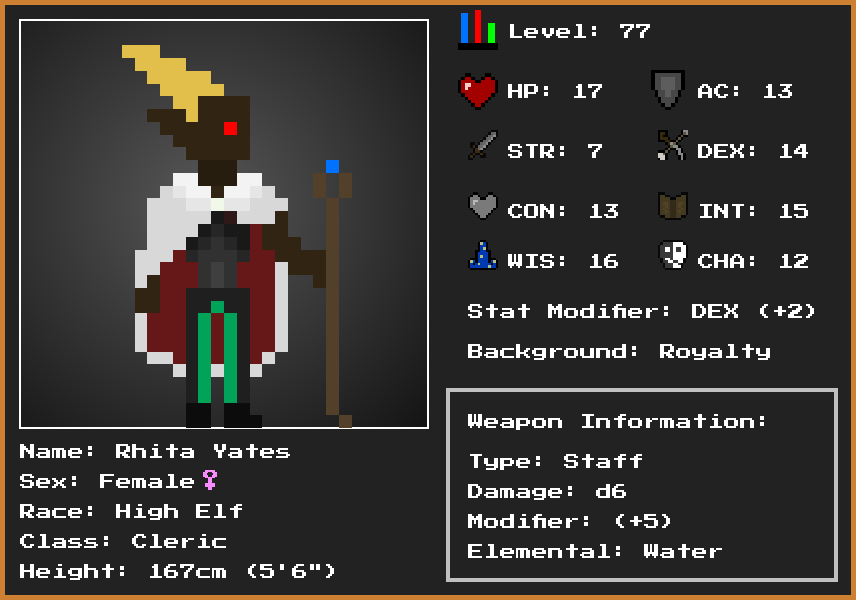 Level: 77
HP: 17 AC: 13
STR: 7 DEX: 14
CON: 13 INT: 15
WIS: 16 CHA: 12
Stat Modifier: DEX (+2)
Background: Royalty
Weapon Information:
Type: Staff
Damage: d6
Modifier: (+5)
Elemental: Water
Name: Rhita Yates
Sex: Female♀
Race: High Elf
Class: Cleric
Height: 167cm (5'6")